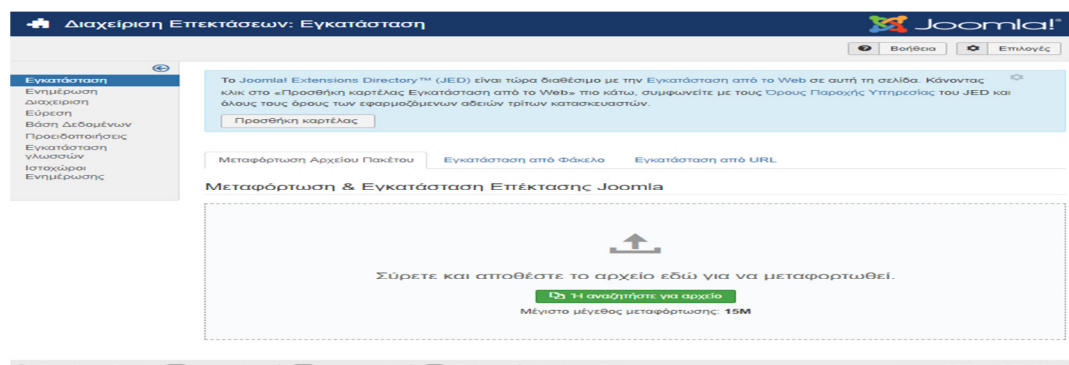 Διαχείριση Επεκτάσεων: Εγκατάσταση
Joomla!®
Βοήθεια
Επιλογές
Εγκατάσταση
Ενημέρωση
Διαχειριση
Εύρεση
Βάση Δεδομένων
Προειδοποιήσεις
Εγκατάσταση
γλωσσών
Ιστοχώροι
Ενημέρωσης
Το Joomla! Extensions Directory™ (JED) είναι τώρα διαθέσιμο με την Εγκατάσταση από το Web σε αυτή τη σελίδα. Κάνοντας
κλικ στο «Προσθήκη καρτέλας Εγκατάσταση από το Web» πιο κάτω, συμφωνείτε με τους Όρους Παροχής Υπηρεσίας του JED και
όλους τους όρους των εφαρμοζόμενων αδειών τρίτων κατασκευαστών.
Προσθήκη καρτέλας
Μεταφόρτωση Αρχείου Πακέτου
Εγκατάσταση από Φάκελο
Εγκατάσταση από URL
Μεταφόρτωση & Εγκατάσταση Επέκτασης Joomla
Σύρετε και αποθέστε το αρχείο εδώ για να μεταφορτωθεί.
Ή αναζητήστε για αρχείο
Μέγιστο μέγεθος μεταφόρτωσης: 15M